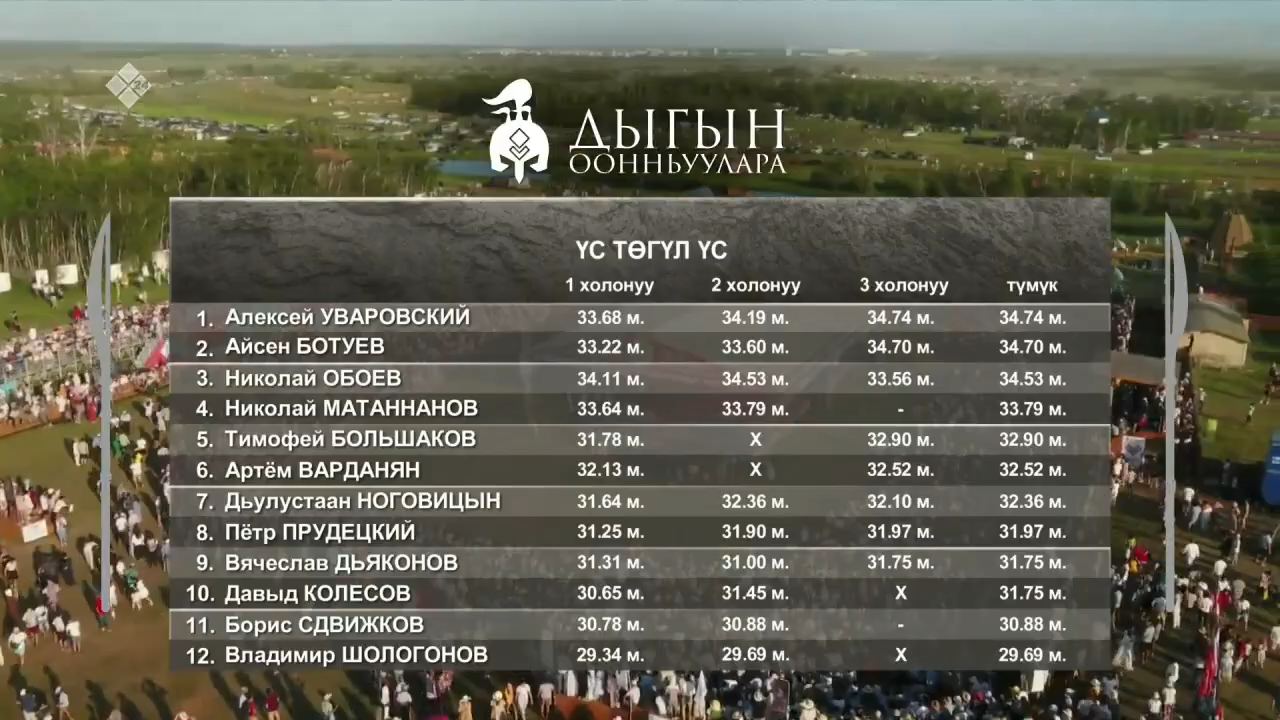 24
ДЫГЫН
ООННЬУУЛАРА
ҮС ТӨГҮЛ ҮС
1 холонуу 2 холонуу 3 холонуу түмүк
1. Алексей УВАРОВСКИЙ 33.68 м. 34.19 м. 34.74 м. 34.74 м.
2. Айсен БОТУЕВ 33.22 м. 33.60 м. 34.70 м. 34.70 м.
3. Николай ОБОЕВ 34.11 м. 34.53 м. 33.56 м. 34.53 м.
4. Николай МАТАННАНОВ 33.64 м. 33.79 м. - 33.79 м.
5. Тимофей БОЛЬШАКОВ 31.78 м. X 32.90 м. 32.90 м.
6. Артём ВАРДАНЯН 32.13 м. X 32.52 м. 32.52 м.
7. Дьулустаан НОГОВИЦЫН 31.64 м. 32.36 м. 32.10 м. 32.36 м.
8. Пётр ПРУДЕЦКИЙ 31.25 м. 31.90 м. 31.97 м. 31.97 м.
9. Вячеслав ДЬЯКОНОВ 31.31 м. 31.00 м. 31.75 м. 31.75 м.
10. Давыд КОЛЕСОВ 30.65 м. 31.45 м. X 31.75 м.
11. Борис СДВИЖКОВ 30.78 м. 30.88 м. - 30.88 м.
12. Владимир ШОЛОГОНОВ 29.34 м. 29.69 м. X 29.69 м.